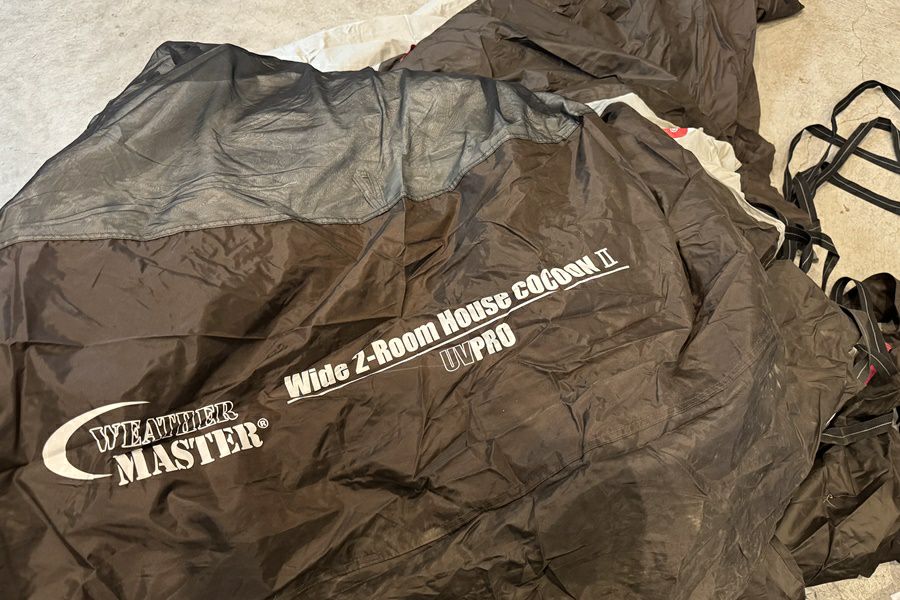 Wide 2-Room House COCOON II
UVPRO
WEATHER
MASTER®